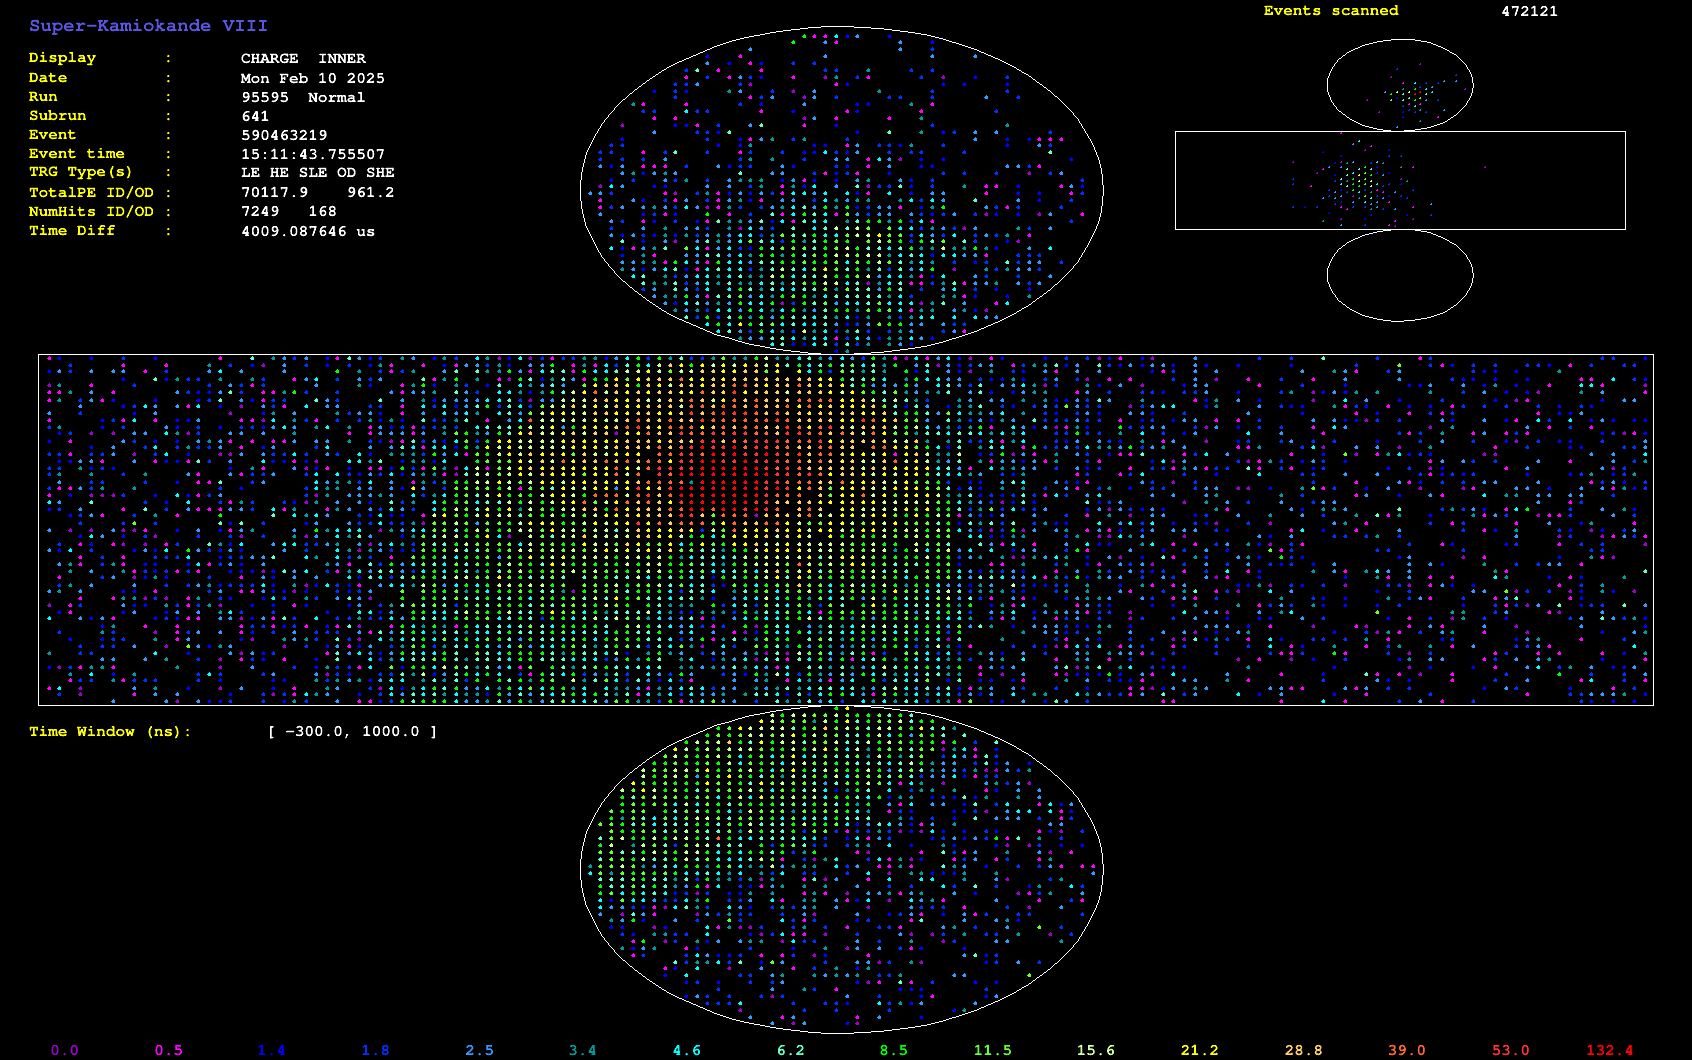 Super-Kamiokande VIII
Display : CHARGE INNER
Date : Mon Feb 10 2025
Run : 95595 Normal
Subrun : 641
Event : 590463219
Event time : 15:11:43.755507
TRG Type(s) : LE HE SLE OD SHE
TotalPE ID/OD : 70117.9 961.2
NumHits ID/OD : 7249 168
Time Diff : 4009.087646 us
Events scanned 472121
Time Window (ns): [ -300.0, 1000.0 ]
0.0 0.5 1.4 1.8 2.5 3.4 4.6 6.2 8.5 11.5 15.6 21.2 28.8 39.0 53.0 132.4